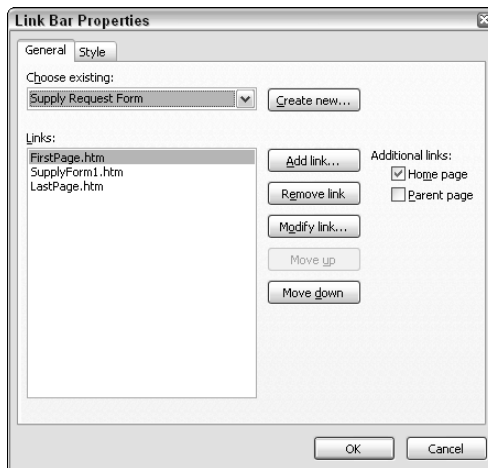 Link Bar Properties
General
Style
Choose existing:
Supply Request Form
Create new...
Links:
FirstPage.htm
SupplyForm1.htm
LastPage.htm
Add link...
Remove link
Modify link...
Move up
Move down
Additional links:
Home page
Parent page
OK
Cancel